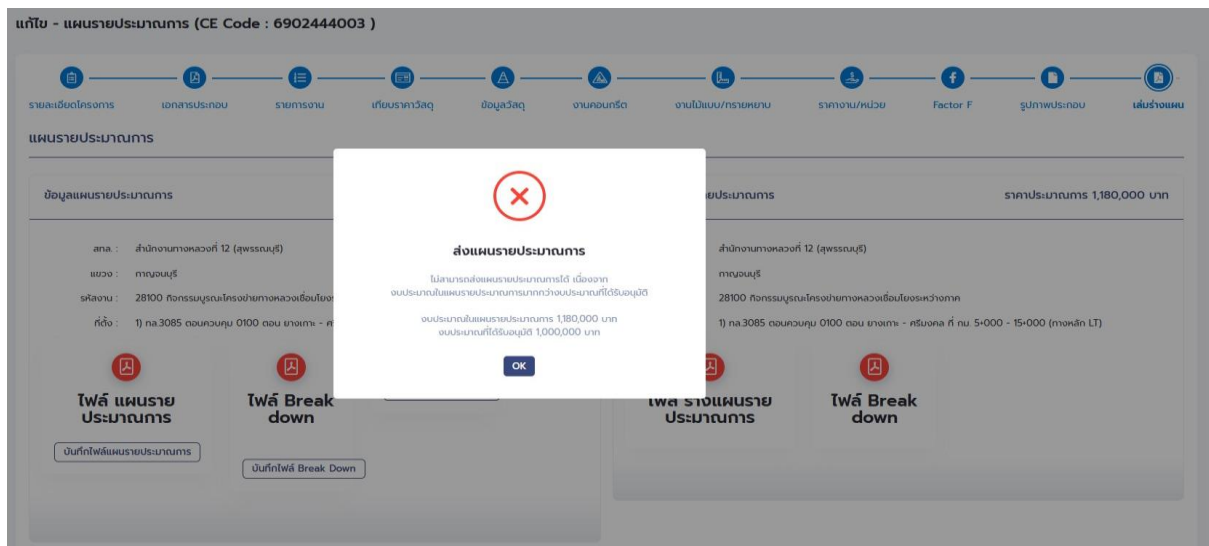 แก้ไข - แผนรายประมาณการ (CE Code : 6902444003 )
รายละเอียดโครงการ
เอกสารประกอบ
รายการงาน
เทียบราคาวัสดุ
ข้อมูลวัสดุ
งานคอนกรีต
งานไม้แบบ/ทรายหยาบ
ราคางาน/หน่วย
Factor F
รูปภาพประกอบ
เล่มร่างแผน
แผนรายประมาณการ
ข้อมูลแผนรายประมาณการ
ราคาประมาณการ 1,180,000 บาท
สทล. : สำนักงานทางหลวงที่ 12 (สุพรรณบุรี)
แขวง : กาญจนบุรี
รหัสงาน : 28100 กิจกรรมบูรณะโครงข่ายทางหลวงเชื่อมโยง
ที่ตั้ง : 1) ทล.3085 ตอนควบคุม 0100 ตอน ยางเกาะ -
ไฟล์ แผนราย
ประมาณการ
บันทึกไฟล์แผนรายประมาณการ
ไฟล์ Break
down
บันทึกไฟล์ Break Down
ส่งแผนรายประมาณการ
ไม่สามารถส่งแผนรายประมาณการได้ เนื่องจาก
งบประมาณในแผนรายประมาณการมากกว่างบประมาณที่ได้รับอนุมัติ
งบประมาณในแผนรายประมาณการ 1,180,000 บาท
งบประมาณที่ได้รับอนุมัติ 1,000,000 บาท
OK
สำนักงานทางหลวงที่ 12 (สุพรรณบุรี)
กาญจนบุรี
28100 กิจกรรมบูรณะโครงข่ายทางหลวงเชื่อมโยงระหว่างภาค
1) ทล.3085 ตอนควบคุม 0100 ตอน ยางเกาะ - ศรีมงคล ที่ กม. 5+000 - 15+000 (ทางหลัก LT)
ไฟล์ ร่างแผนราย
ประมาณการ
ไฟล์ Break
down